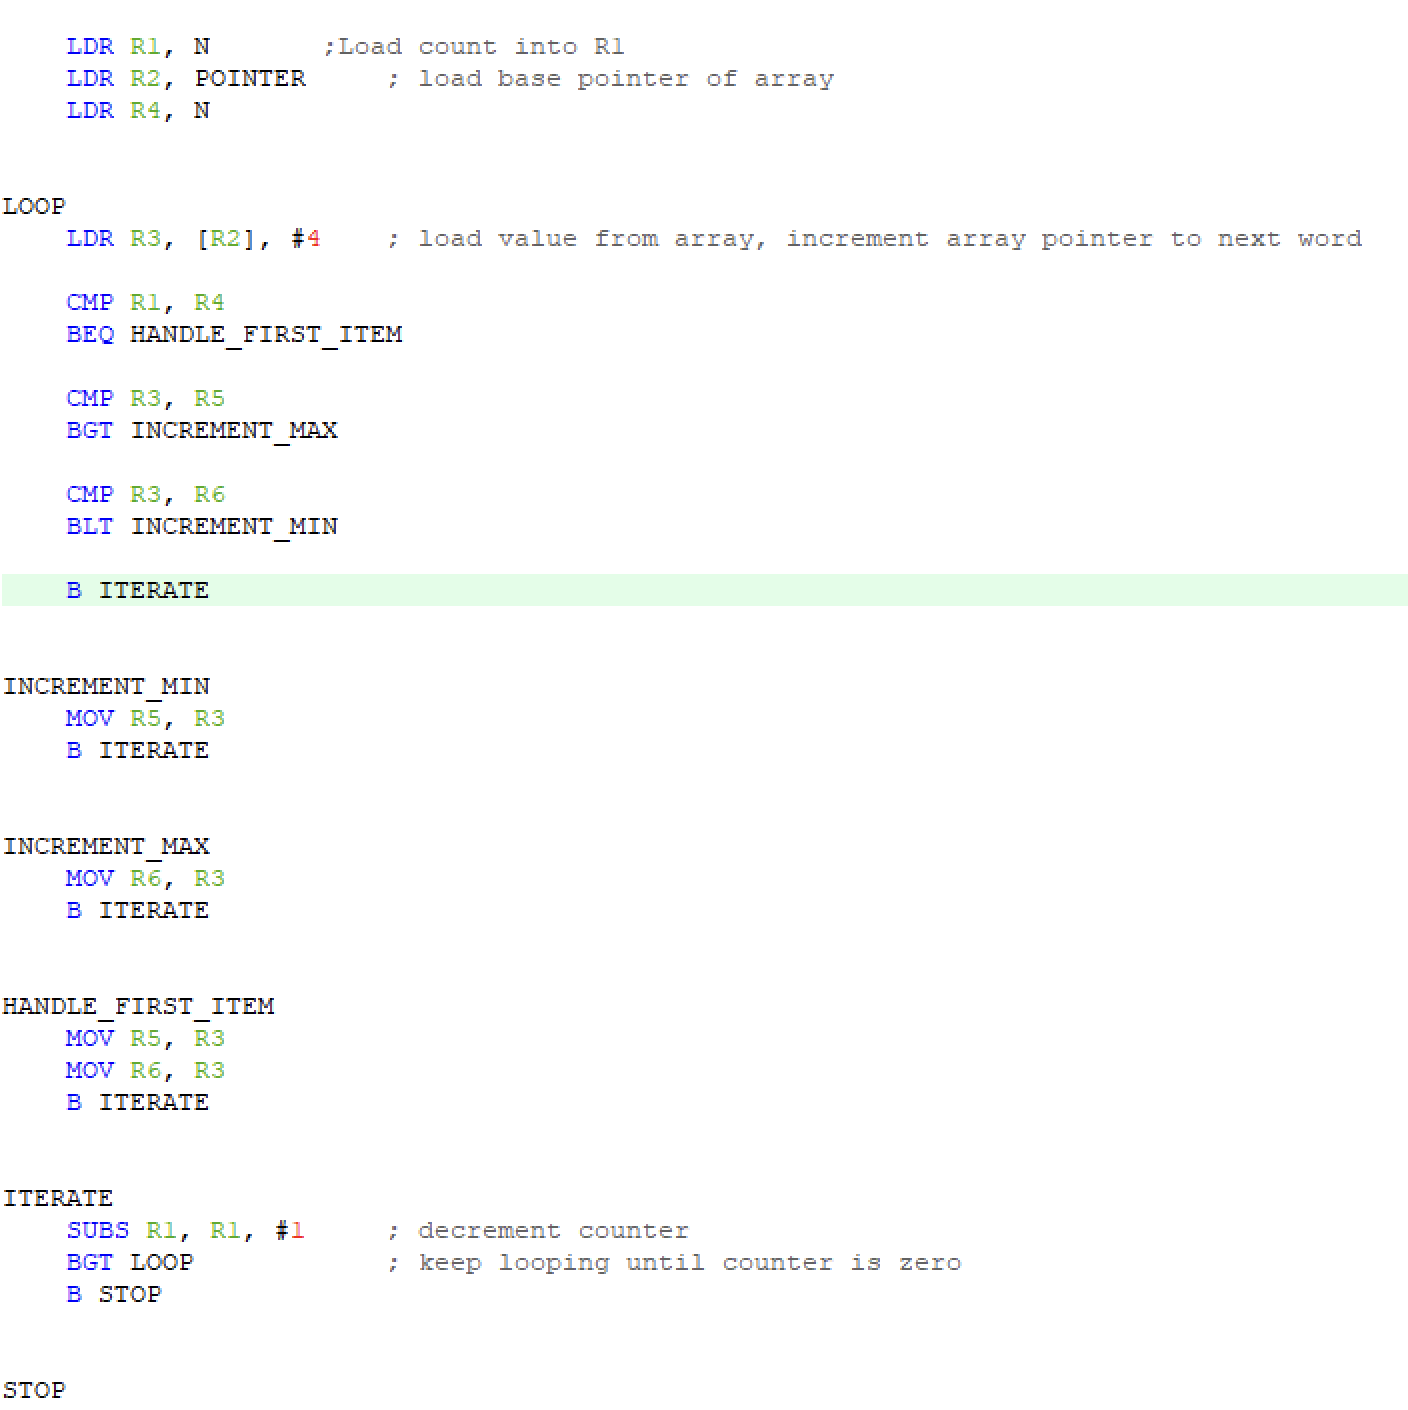 LDR R1, N ;Load count into R1
LDR R2, POINTER ; load base pointer of array
LDR R4, N
LOOP
LDR R3, [R2], #4 ; load value from array, increment array pointer to next word
CMP R1, R4
BEQ HANDLE_FIRST_ITEM
CMP R3, R5
BGT INCREMENT_MAX
CMP R3, R6
BLT INCREMENT_MIN
B ITERATE
INCREMENT_MIN
MOV R5, R3
B ITERATE
INCREMENT_MAX
MOV R6, R3
B ITERATE
HANDLE_FIRST_ITEM
MOV R5, R3
MOV R6, R3
B ITERATE
ITERATE
SUBS R1, R1, #1 ; decrement counter
BGT LOOP ; keep looping until counter is zero
B STOP
STOP